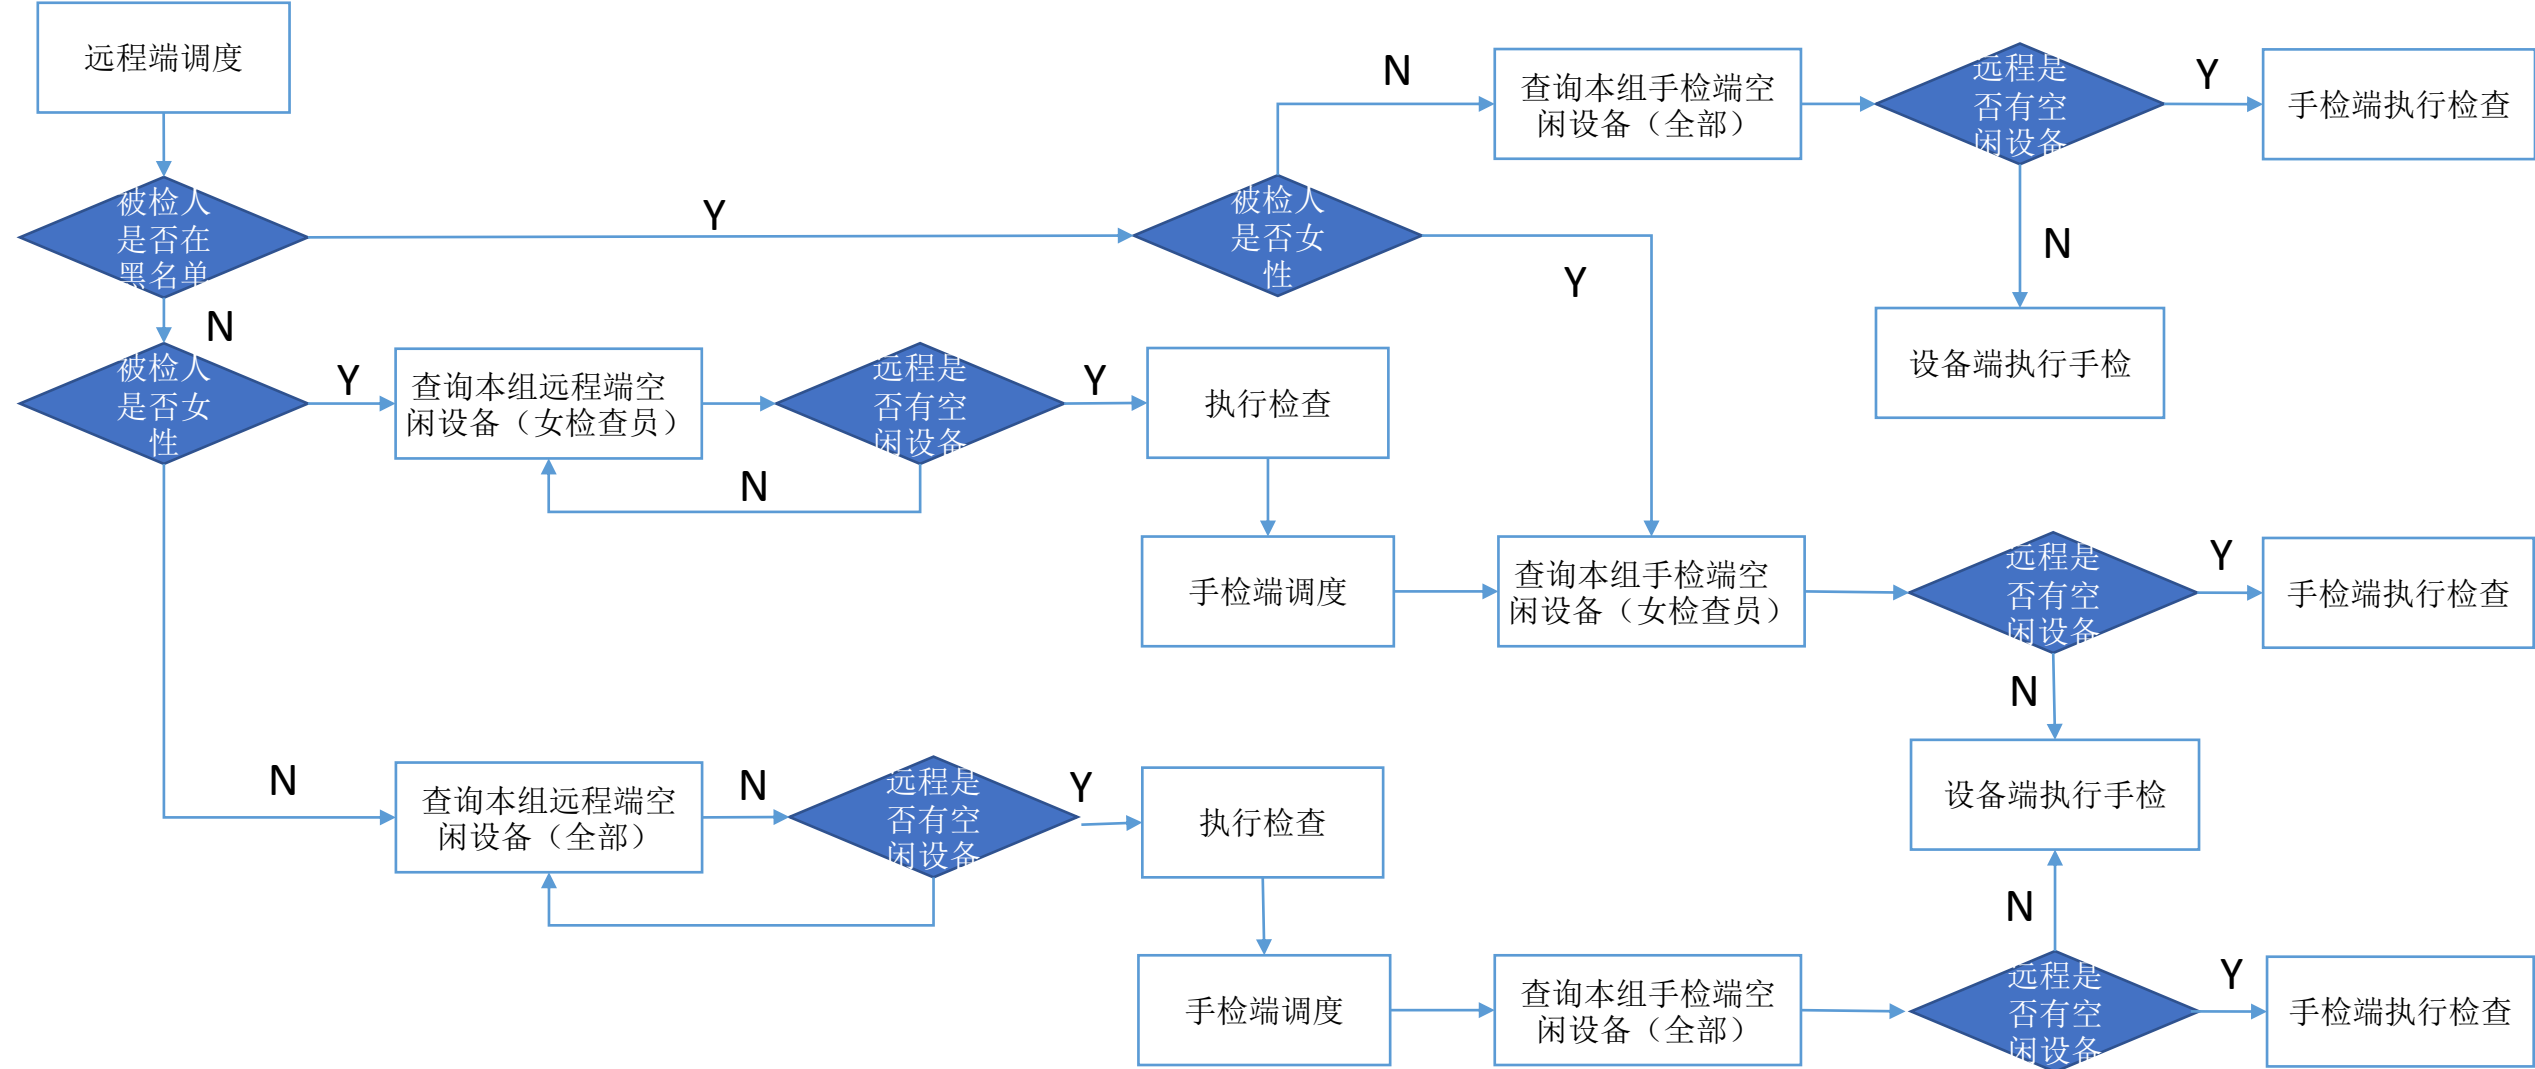 远程端调度
被检人
是否在
黑名单
Y
被检人
是否女
性
N
查询本组手检端空
闲设备（全部）
远程是
否有空
闲设备
Y
手检端执行检查
N
设备端执行手检
Y
N
被检人
是否女
性
Y
查询本组远程端空
闲设备（女检查员）
远程是
否有空
闲设备
Y
执行检查
N
手检端调度
查询本组手检端空
闲设备（女检查员）
远程是
否有空
闲设备
Y
手检端执行检查
N
设备端执行手检
N
查询本组远程端空
闲设备（全部）
N
远程是
否有空
闲设备
Y
执行检查
手检端调度
查询本组手检端空
闲设备（全部）
N
远程是
否有空
闲设备
Y
手检端执行检查